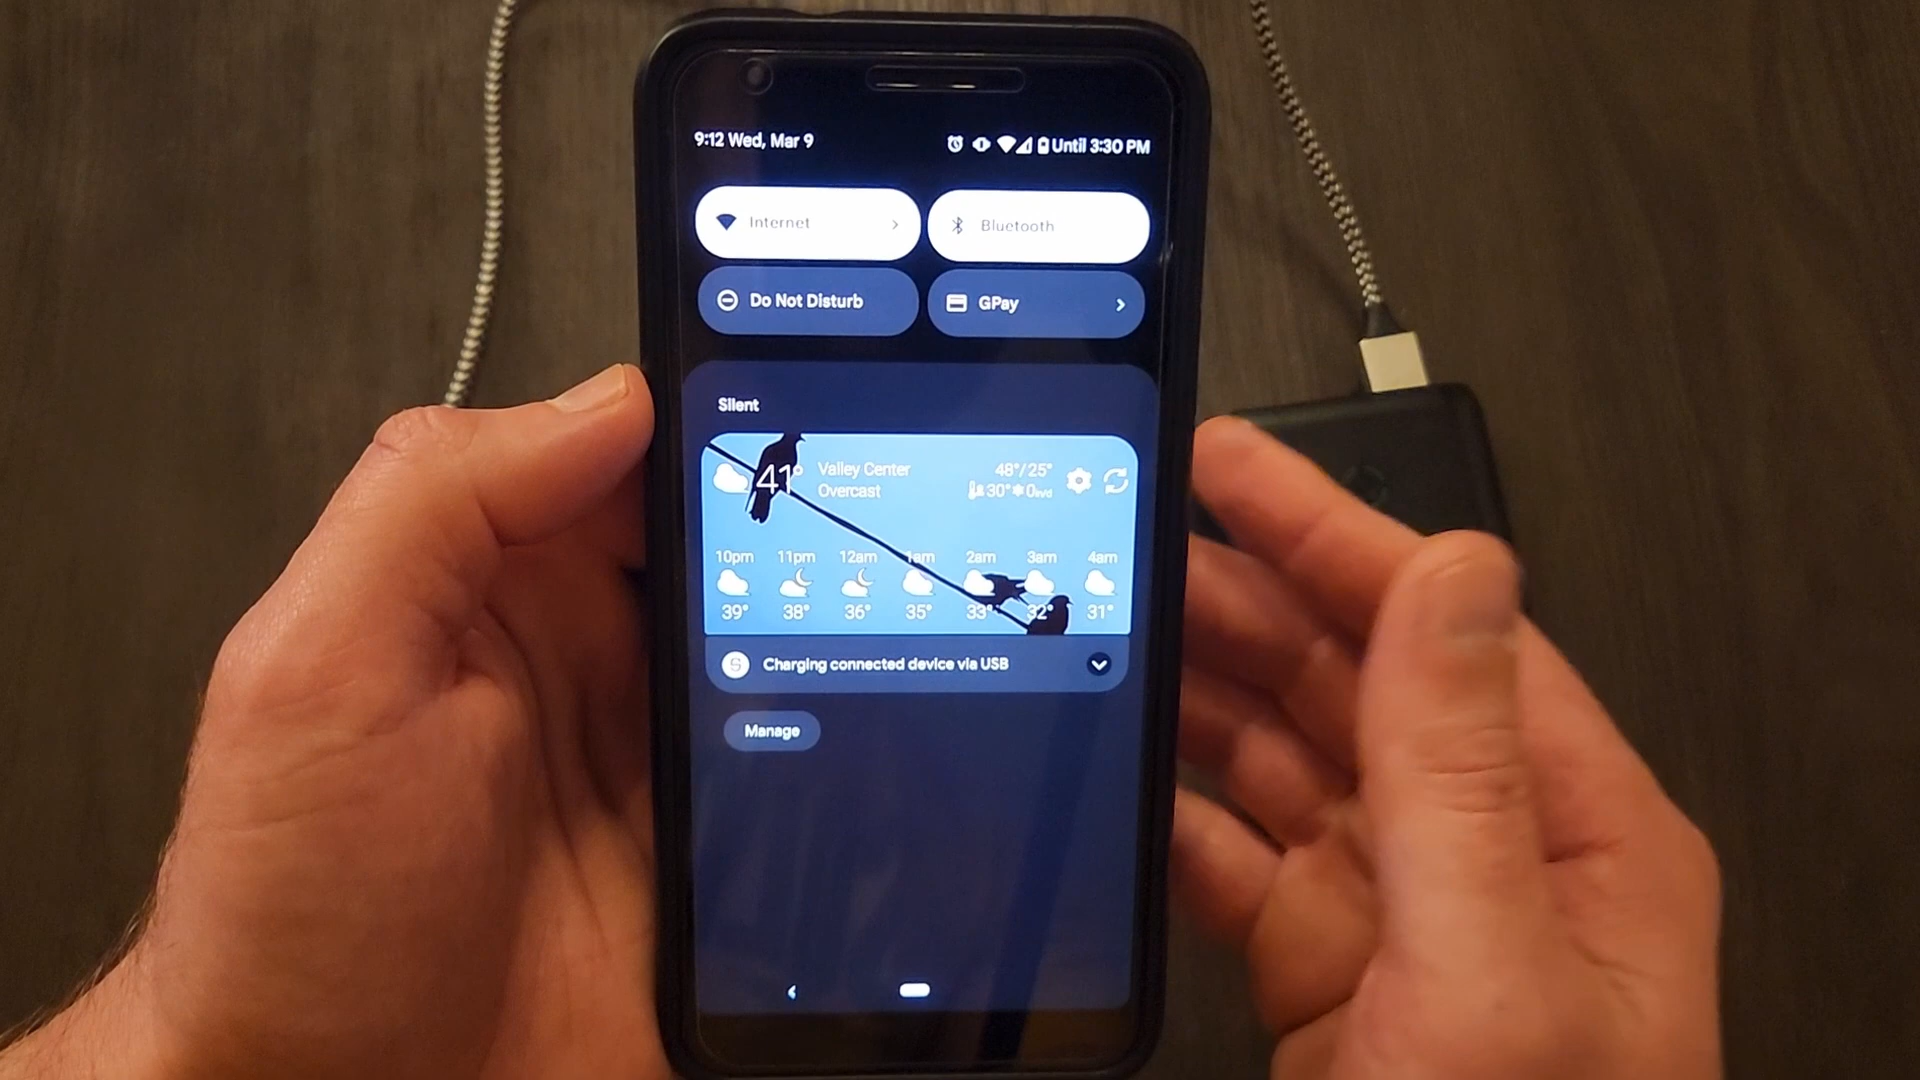 9:12 Wed, Mar 9
Until 3:30 PM
Internet
Bluetooth
Do Not Disturb
GPay
Silent
41°
Valley Center
48°/25°
Overcast
30° 0in/d
10pm 11pm 12am 1am 2am 3am 4am
39° 38° 36° 35° 33° 32° 31°
Charging connected device via USB
Manage